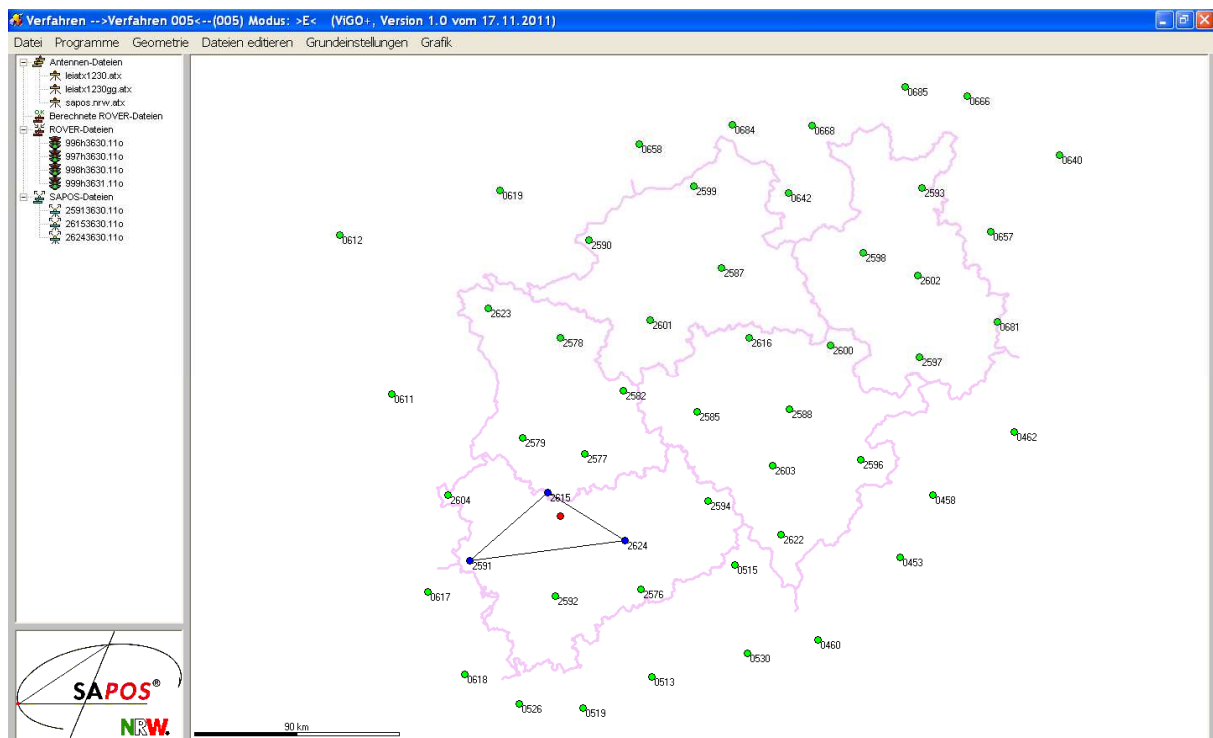 Verfahren -->Verfahren 005<--(005) Modus: >E< (ViGO+, Version 1.0 vom 17.11.2011)
Datei Programme Geometrie Dateien editieren Grundeinstellungen Grafik
Antennen-Dateien
leiatx1230.atx
leiatx1230gg.atx
sapos.nrw.atx
Berechnete ROVER-Dateien
ROVER-Dateien
996h3630.11o
997h3630.11o
998h3630.11o
999h3631.11o
SAPOS-Dateien
25913630.11o
26153630.11o
26243630.11o
0685
0666
0684
0668
0658
0640
0619
2599
0642
2593
0612
2590
0657
2598
2587
2602
2623
2601
0681
2578
2616
2600
2597
2582
0611
2585
2588
0462
2579
2577
2603
2596
2615
2604
2594
0458
2624
2622
2591
0515
0453
0617
2592
2576
0460
0530
0618
0513
0526
0519
90 km
SAPOS®
NRW.